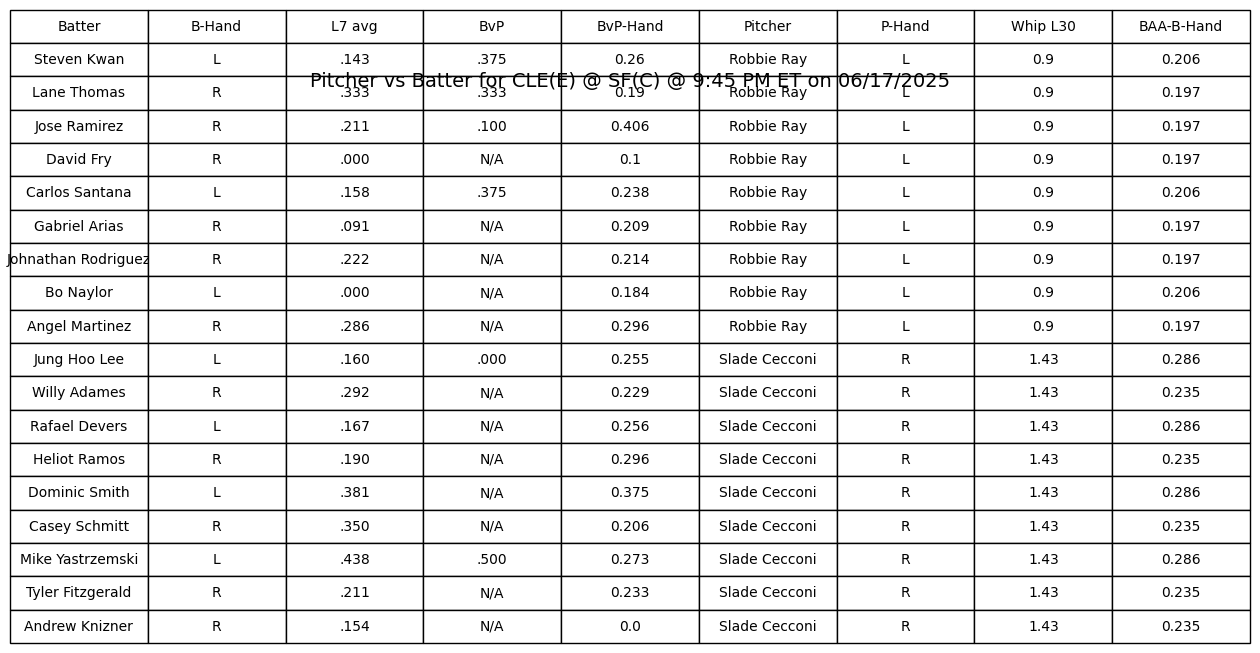 Batter B-Hand L7 avg BvP BvP-Hand Pitcher P-Hand Whip L30 BAA-B-Hand
Steven Kwan L .143 .375 0.26 Robbie Ray L 0.9 0.206
Pitcher vs Batter for CLE(E) @ SF(C) @ 9:45 PM ET on 06/17/2025
Lane Thomas R .333 .333 0.19 Robbie Ray L 0.9 0.197
Jose Ramirez R .211 .100 0.406 Robbie Ray L 0.9 0.197
David Fry R .000 N/A 0.1 Robbie Ray L 0.9 0.197
Carlos Santana L .158 .375 0.238 Robbie Ray L 0.9 0.206
Gabriel Arias R .091 N/A 0.209 Robbie Ray L 0.9 0.197
Johnathan Rodriguez R .222 N/A 0.214 Robbie Ray L 0.9 0.197
Bo Naylor L .000 N/A 0.184 Robbie Ray L 0.9 0.206
Angel Martinez R .286 N/A 0.296 Robbie Ray L 0.9 0.197
Jung Hoo Lee L .160 .000 0.255 Slade Cecconi R 1.43 0.286
Willy Adames R .292 N/A 0.229 Slade Cecconi R 1.43 0.235
Rafael Devers L .167 N/A 0.256 Slade Cecconi R 1.43 0.286
Heliot Ramos R .190 N/A 0.296 Slade Cecconi R 1.43 0.235
Dominic Smith L .381 N/A 0.375 Slade Cecconi R 1.43 0.286
Casey Schmitt R .350 N/A 0.206 Slade Cecconi R 1.43 0.235
Mike Yastrzemski L .438 .500 0.273 Slade Cecconi R 1.43 0.286
Tyler Fitzgerald R .211 N/A 0.233 Slade Cecconi R 1.43 0.235
Andrew Knizner R .154 N/A 0.0 Slade Cecconi R 1.43 0.235